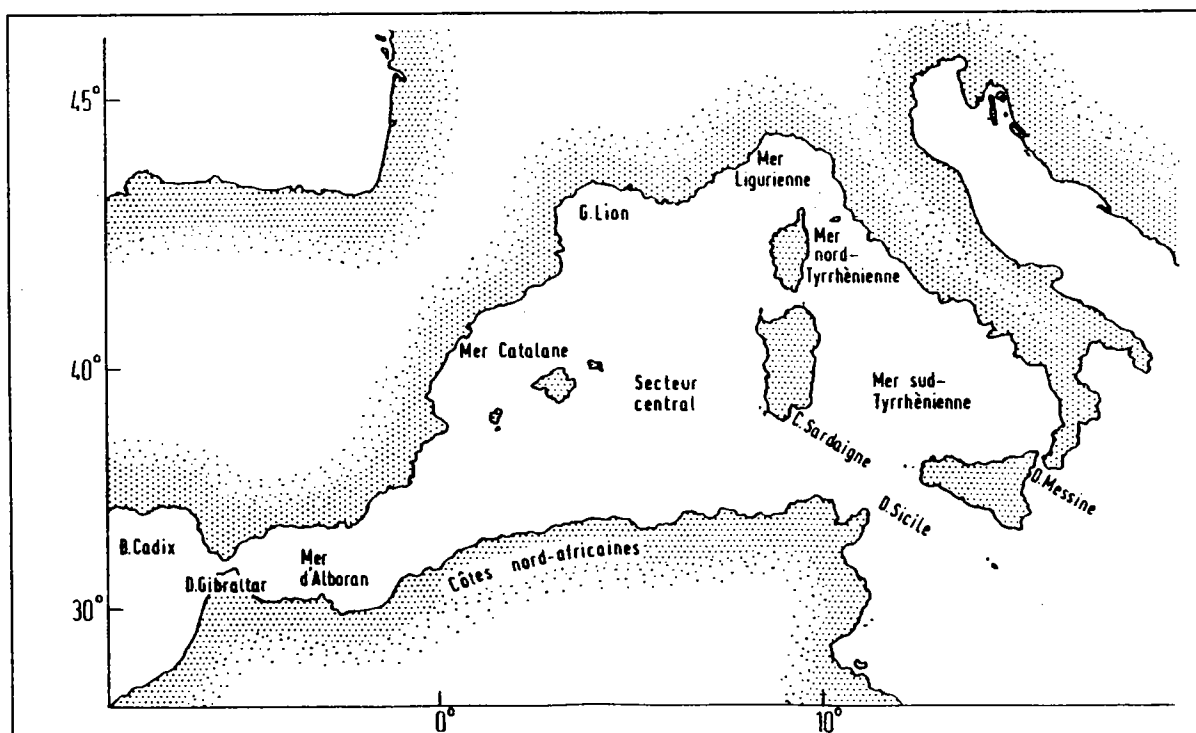 45°
Mer
Ligurienne
G.Lion
Mer
nord-
Tyrrhènienne
40°
Mer Catalane
Secteur
central
Mer sud-
Tyrrhènienne
C.Sardaigne
D.Messine
D.Sicile
B.Cadix
D.Gibraltar
Mer
d'Alboran
Côtes nord-africaines
30°
0°
10°